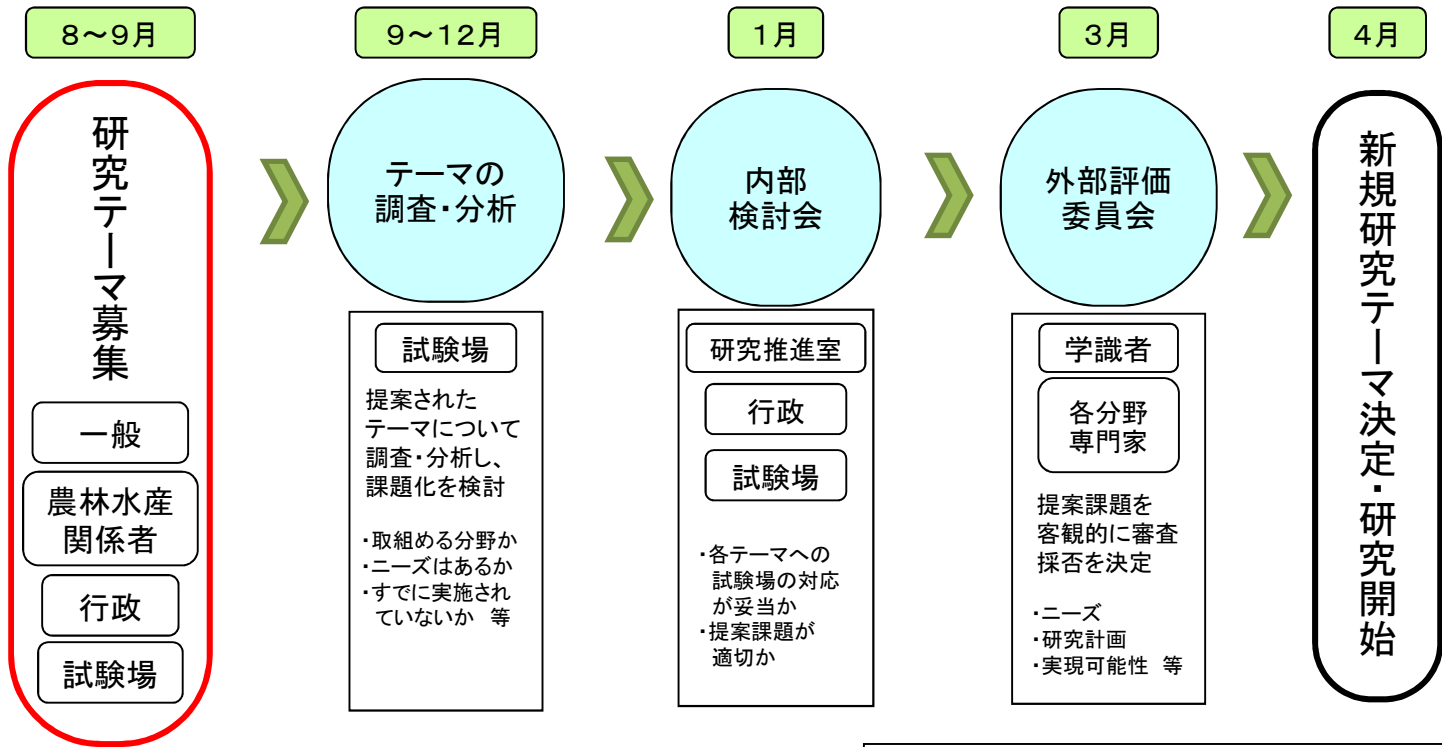 8～9月
研究テーマ募集
一般
農林水産
関係者
行政
試験場
9～12月
テーマの
調査・分析
試験場
提案された
テーマについて
調査・分析し、
課題化を検討
・取組める分野か
・ニーズはあるか
・すでに実施され
ていないか 等
1月
内部
検討会
研究推進室
行政
試験場
・各テーマへの
試験場の対応
が妥当か
・提案課題が
適切か
3月
外部評価
委員会
学識者
各分野
専門家
提案課題を
客観的に審査
採否を決定
・ニーズ
・研究計画
・実現可能性 等
4月
新規研究テーマ決定・研究開始